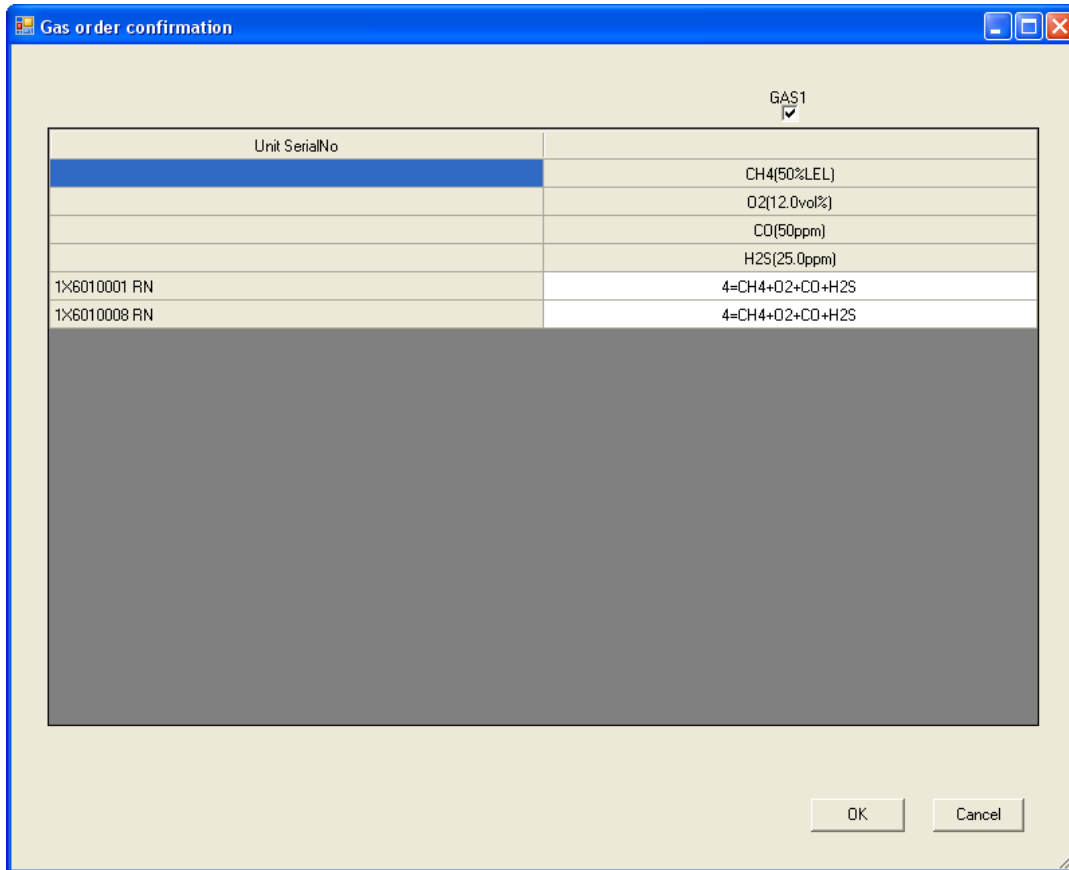 Gas order confirmation
GAS1
Unit SerialNo
CH4(50%LEL)
O2(12.0vol%)
CO(50ppm)
H2S(25.0ppm)
1X6010001 RN 4=CH4+O2+CO+H2S
1X6010008 RN 4=CH4+O2+CO+H2S
OK Cancel